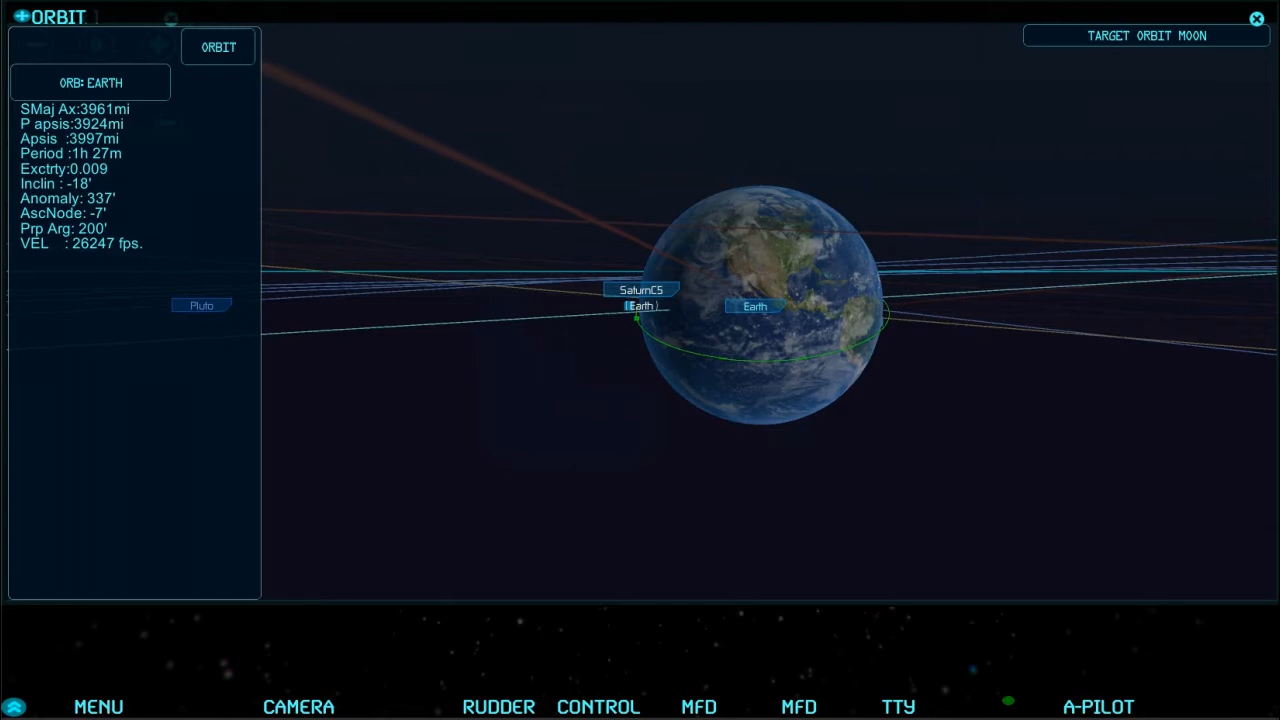 ORBIT
ORBIT
TARGET ORBIT MOON
ORB: EARTH
SMaj Ax:3961mi
P apsis:3924mi
Apsis :3997mi
Period :1h 27m
Exctrty:0.009
Inclin : -18'
Anomaly: 337'
AscNode: -7'
Prp Arg: 200'
VEL : 26247 fps.
SaturnC5
(Earth)
Earth
Pluto
MENU CAMERA RUDDER CONTROL MFD MFD TTY A-PILOT